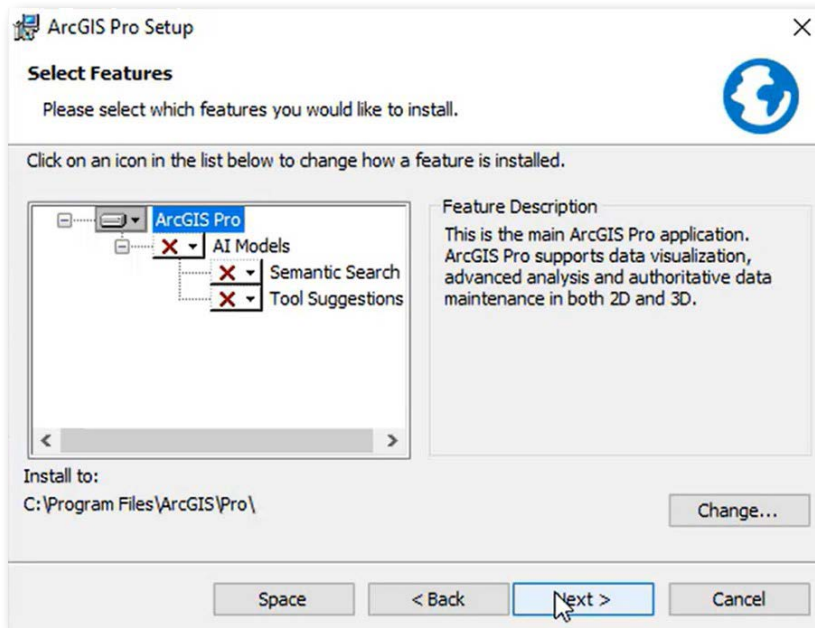 ArcGIS Pro Setup
Select Features
Please select which features you would like to install.
Click on an icon in the list below to change how a feature is installed.
ArcGIS Pro
AI Models
Semantic Search
Tool Suggestions
Feature Description
This is the main ArcGIS Pro application.
ArcGIS Pro supports data visualization,
advanced analysis and authoritative data
maintenance in both 2D and 3D.
Install to:
C:\Program Files\ArcGIS\Pro\
Change...
Space
< Back
Next >
Cancel